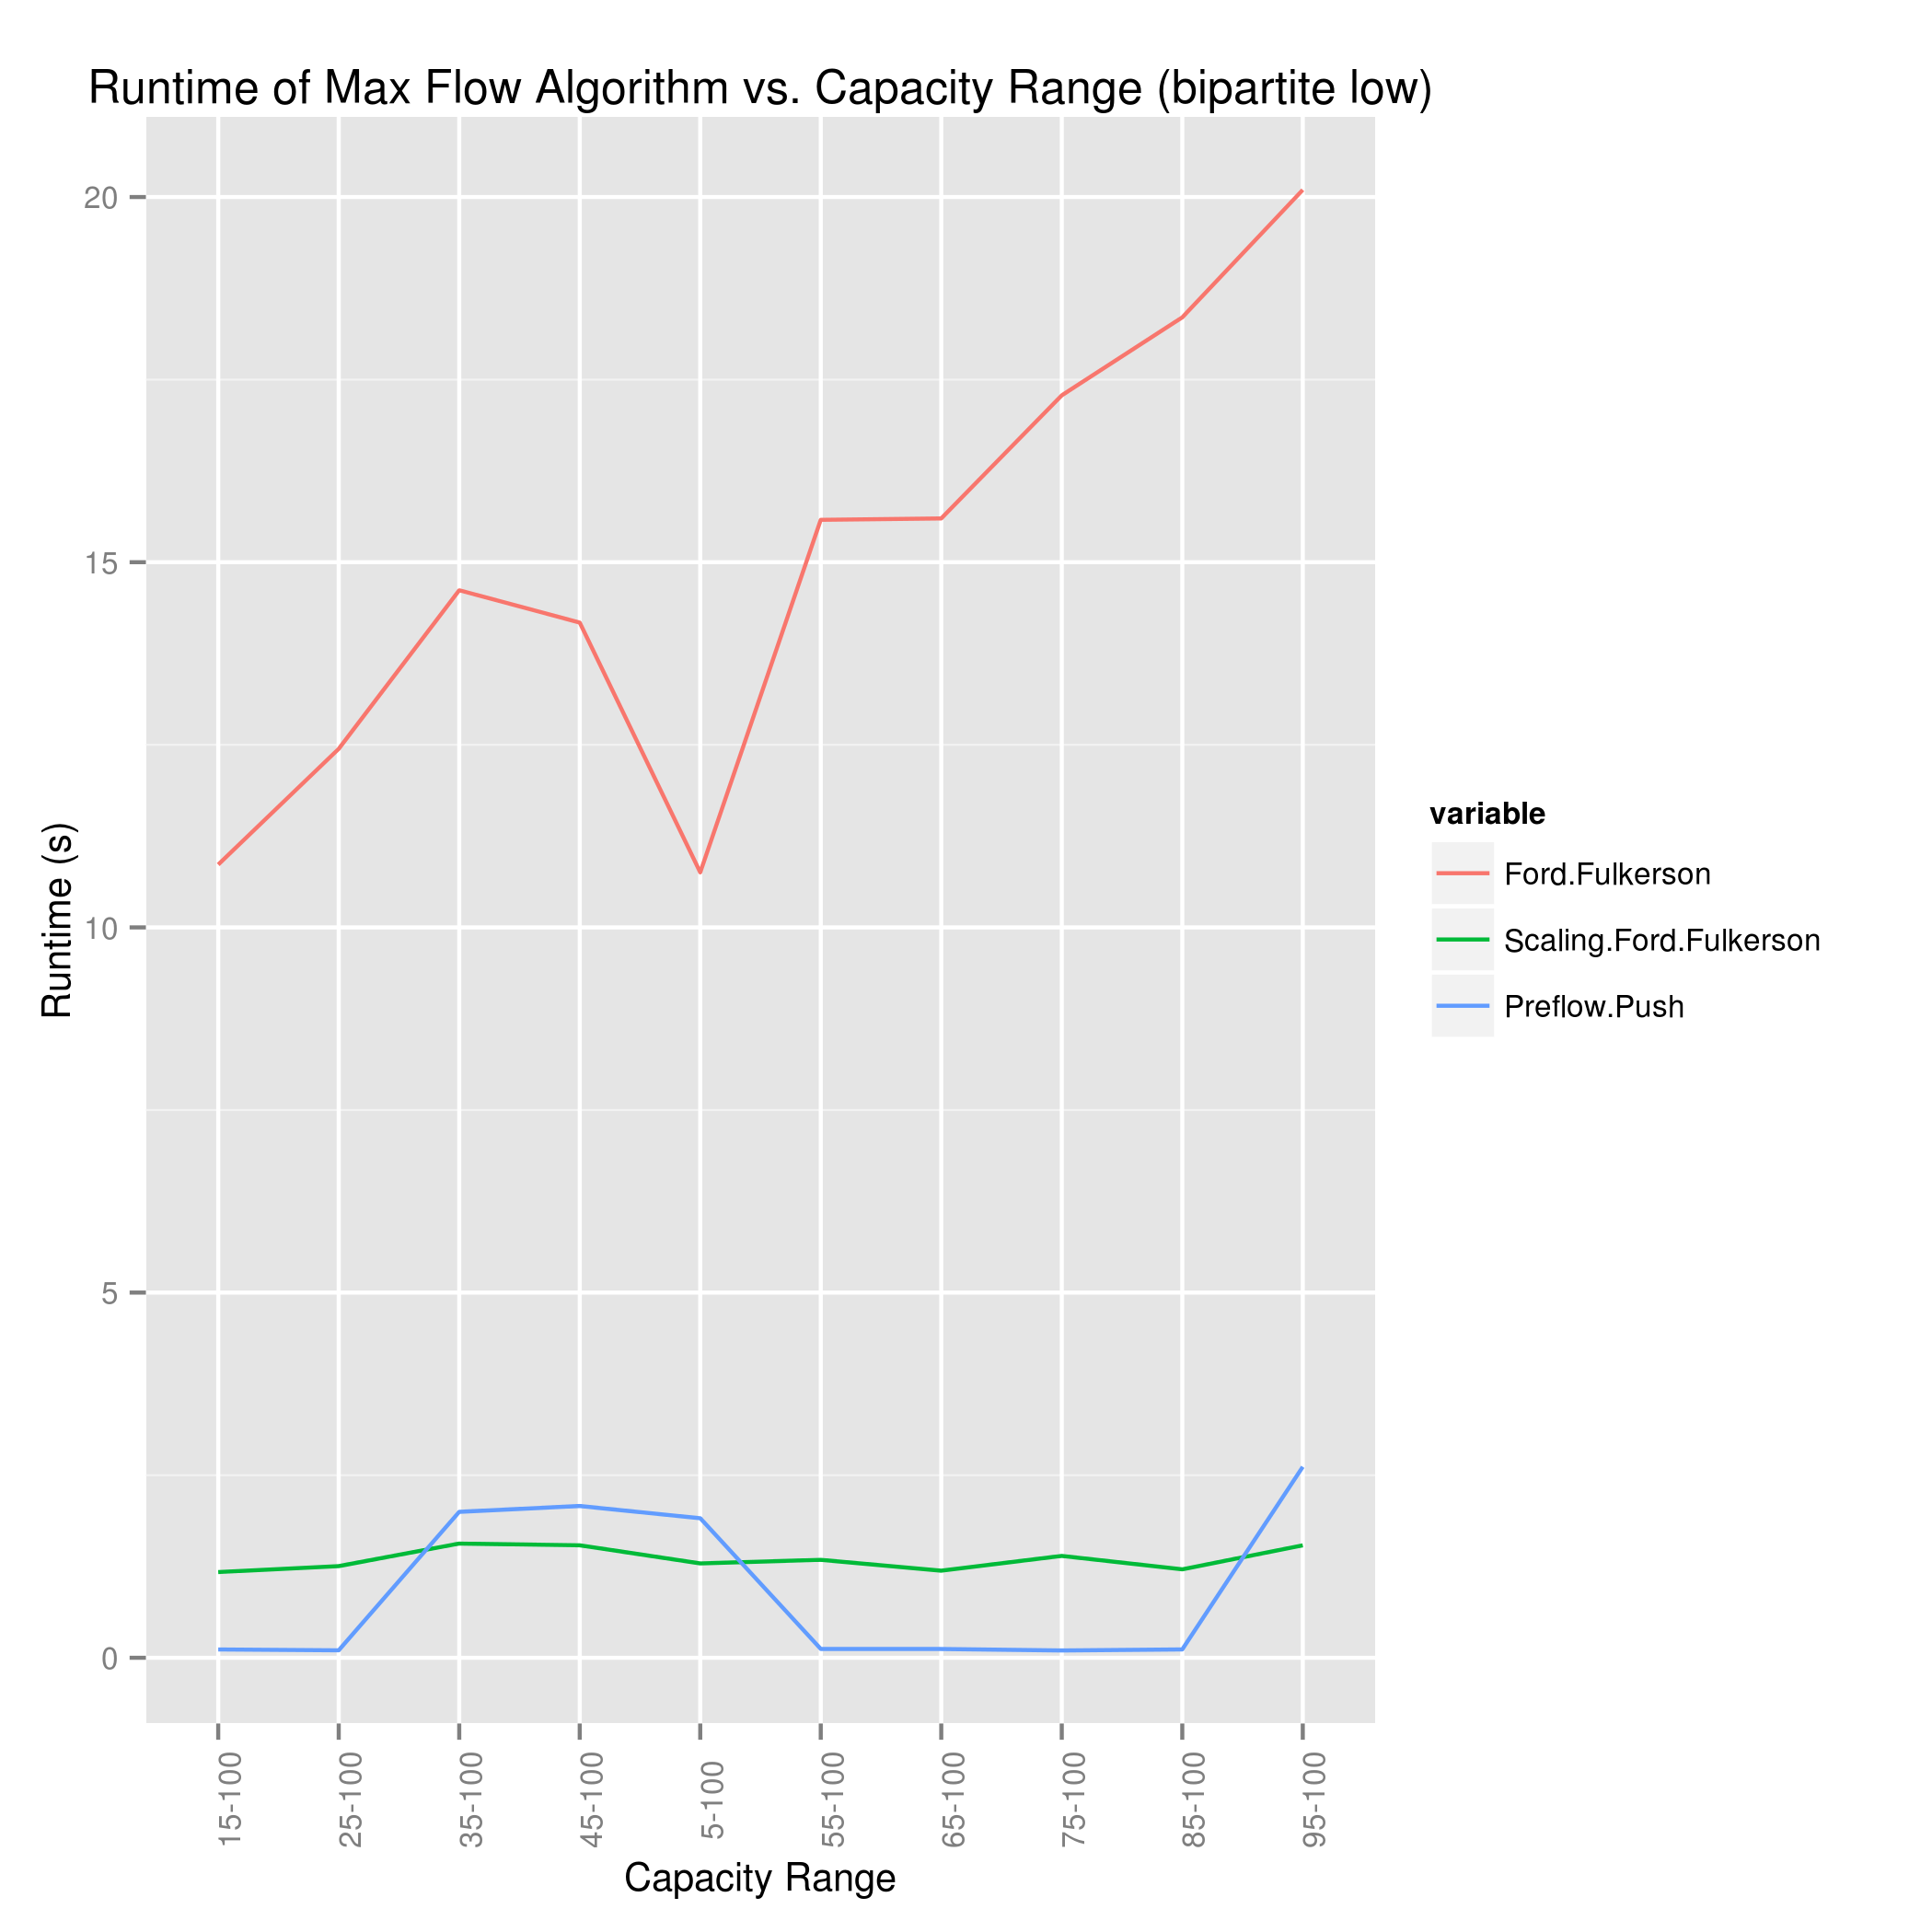 Runtime of Max Flow Algorithm vs. Capacity Range (bipartite low)
20
15
10
5
0
Runtime (s)
15-100
25-100
35-100
45-100
5-100
55-100
65-100
75-100
85-100
95-100
Capacity Range
variable
Ford.Fulkerson
Scaling.Ford.Fulkerson
Preflow.Push